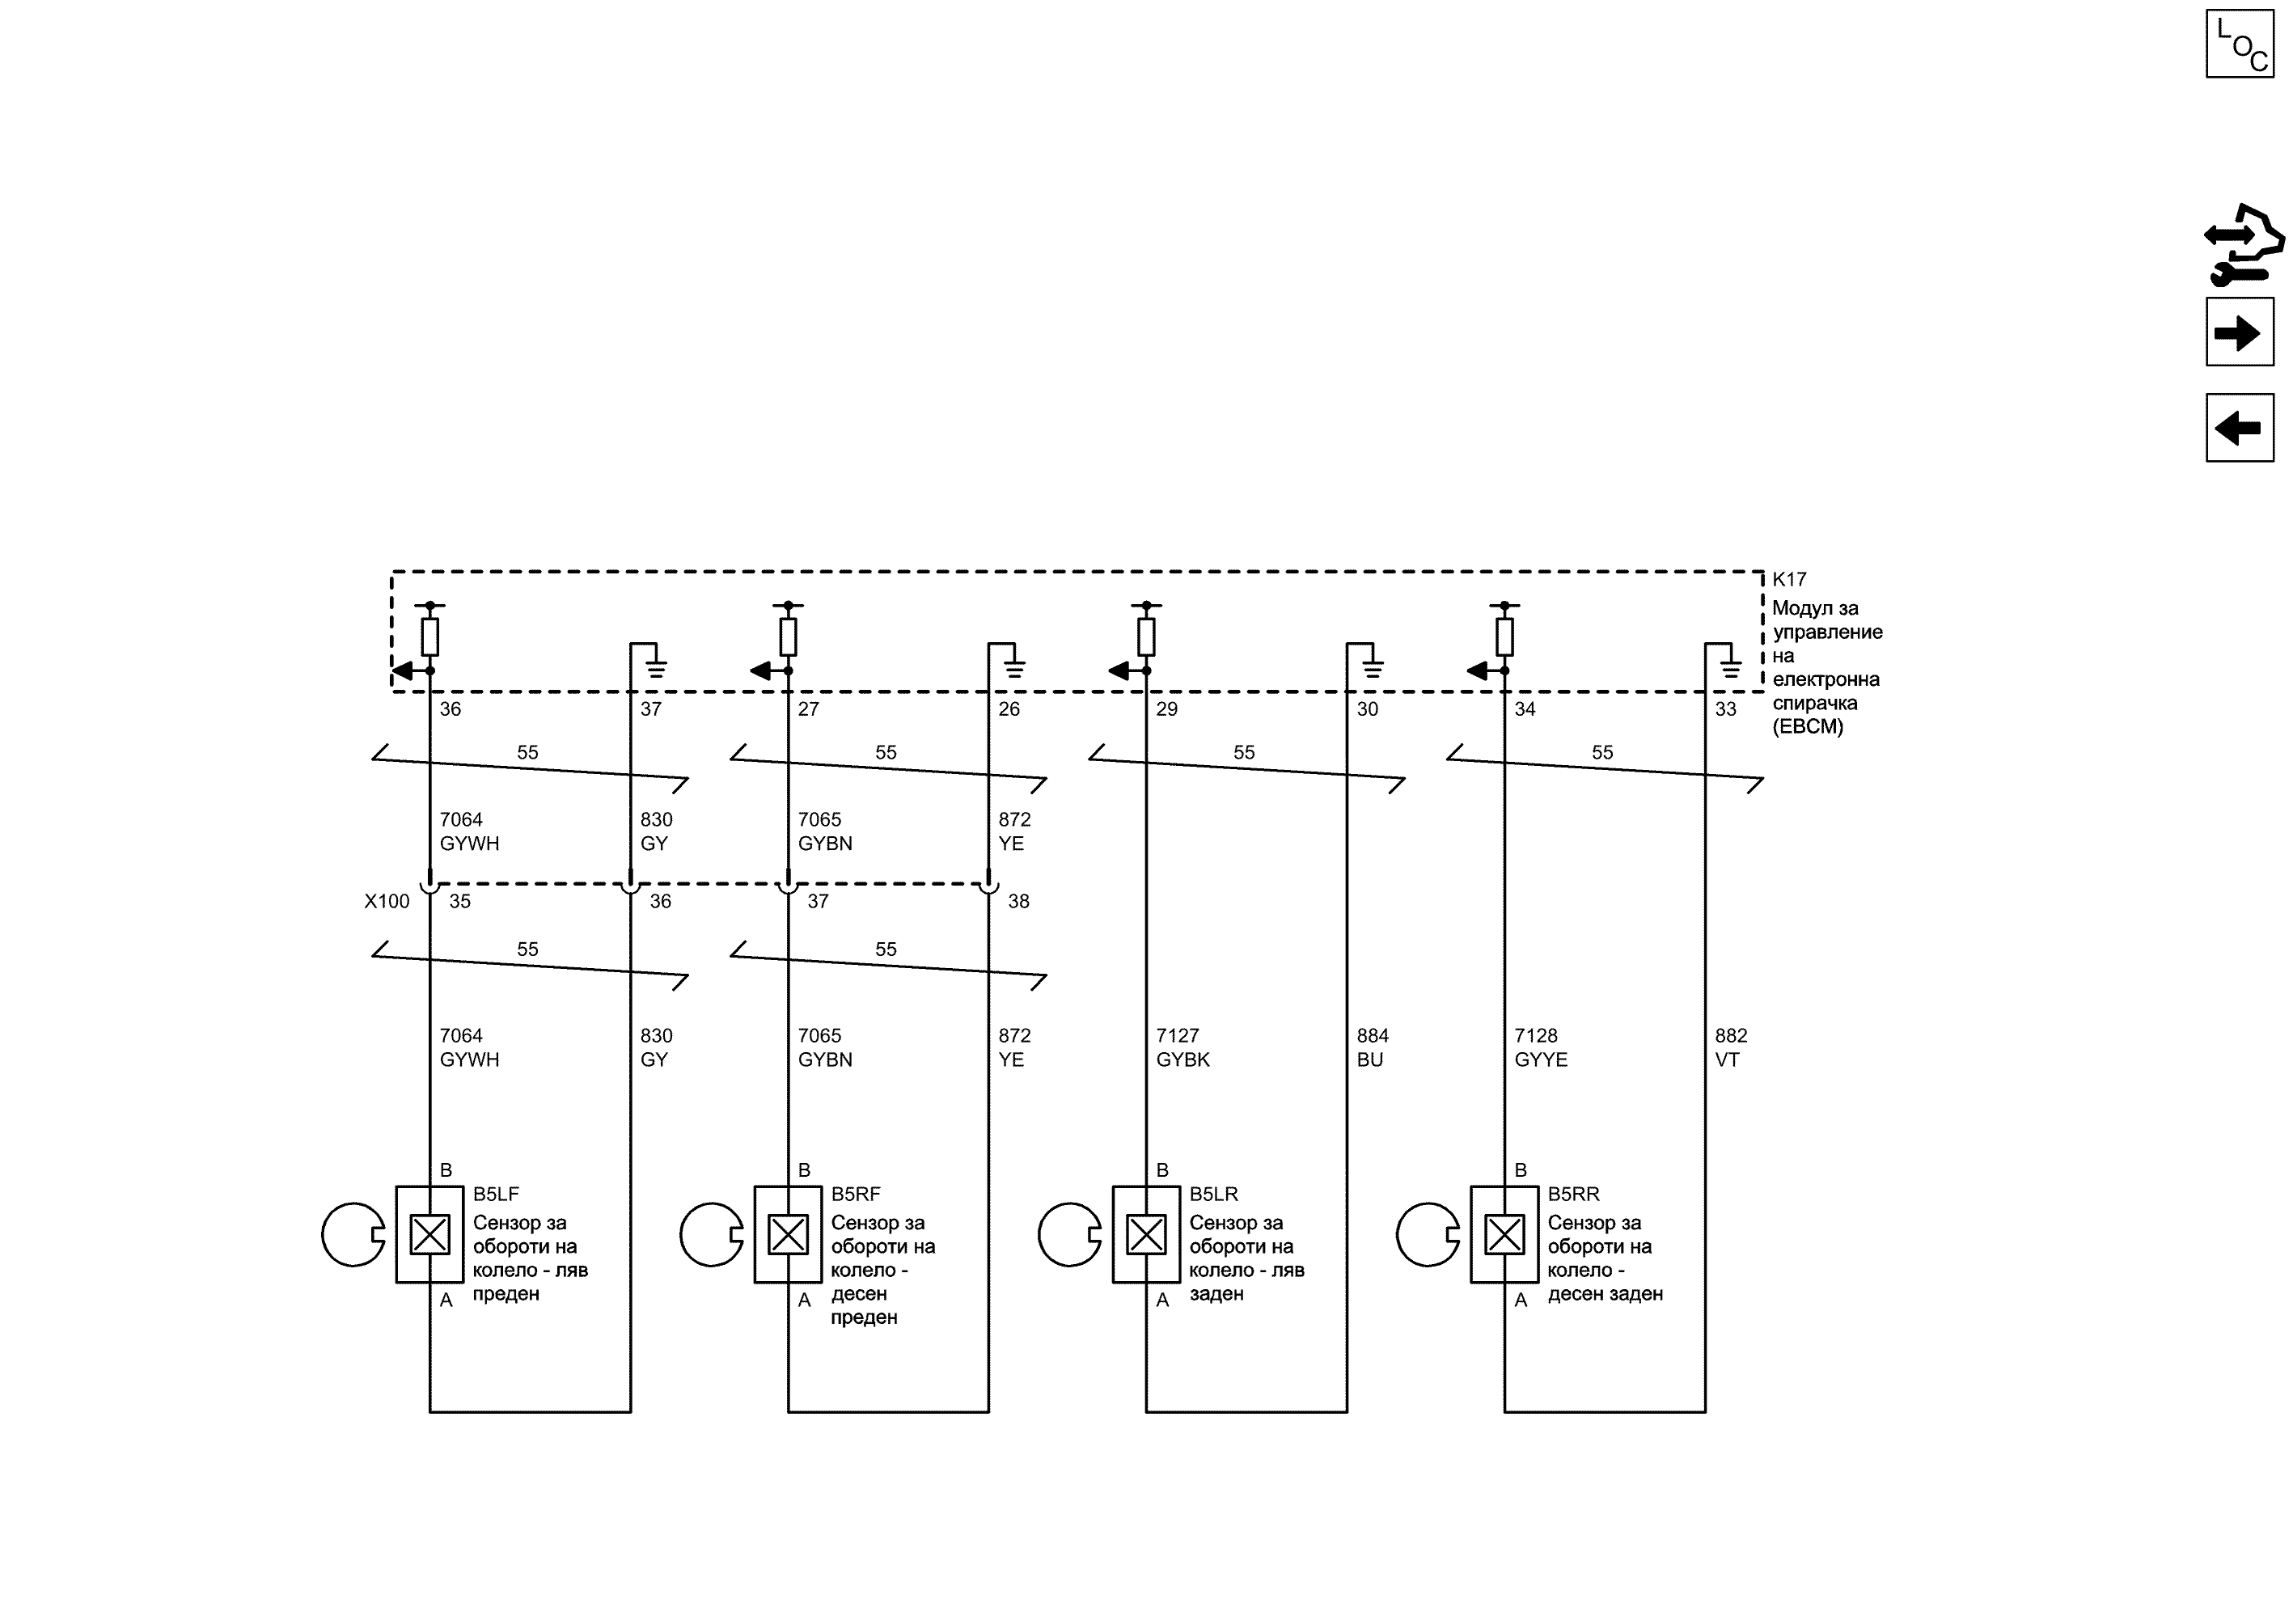 LOC
K17
Модул за
управление
на
електронна
спирачка
(EBCM)
36 37 27 26 29 30 34 33
55 55 55 55
7064 830 7065 872
GYWH GY GYBN YE
X100 35 36 37 38
55 55
7064 830 7065 872 7127 884 7128 882
GYWH GY GYBN YE GYBK BU GYYE VT
B B B B
B5LF
Сензор за
обороти на
колело - ляв
преден
B5RF
Сензор за
обороти на
колело -
десен
преден
B5LR
Сензор за
обороти на
колело - ляв
заден
B5RR
Сензор за
обороти на
колело -
десен заден
A A A A